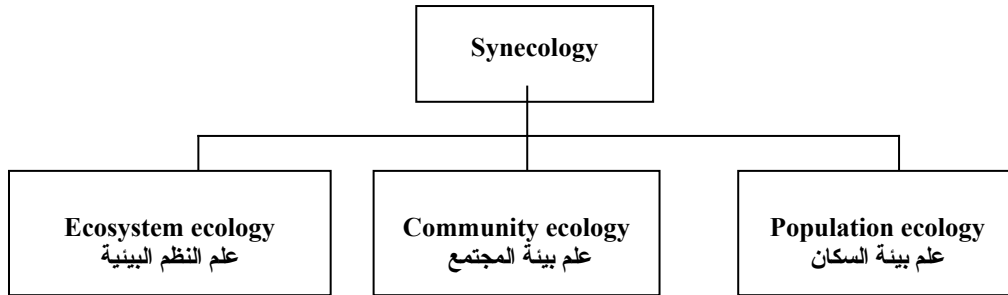 Synecology
Ecosystem ecology
علم النظم البيئية
Community ecology
علم بيئة المجتمع
Population ecology
علم بيئة السكان